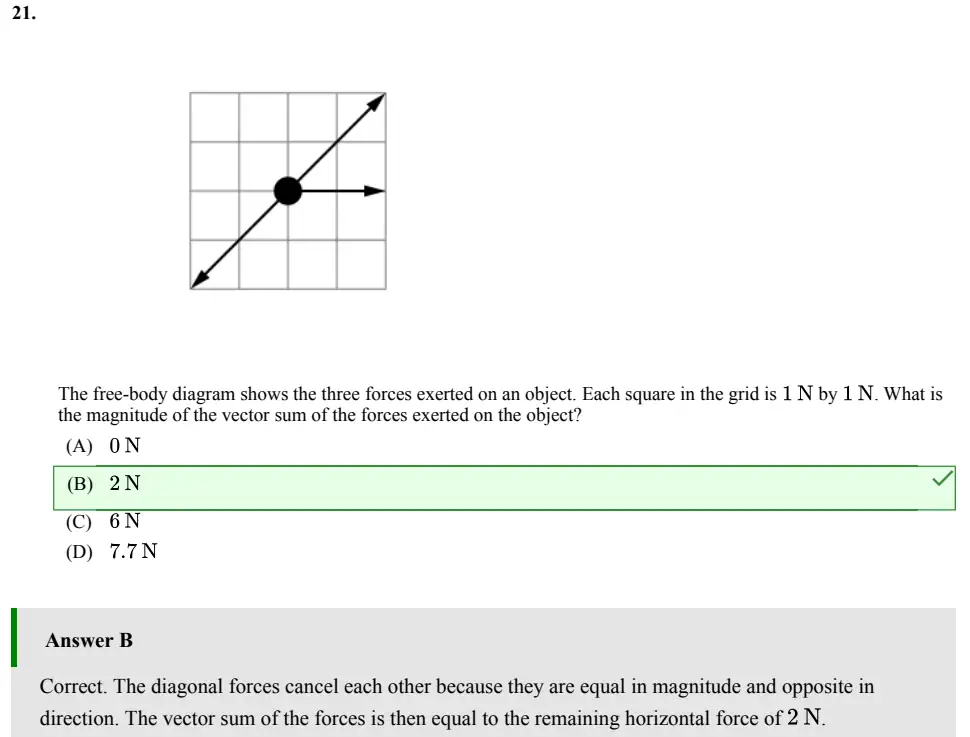 21.
The free-body diagram shows the three forces exerted on an object. Each square in the grid is 1 N by 1 N. What is
the magnitude of the vector sum of the forces exerted on the object?
(A) 0 N
(B) 2 N
(C) 6 N
(D) 7.7 N
Answer B
Correct. The diagonal forces cancel each other because they are equal in magnitude and opposite in
direction. The vector sum of the forces is then equal to the remaining horizontal force of 2 N.